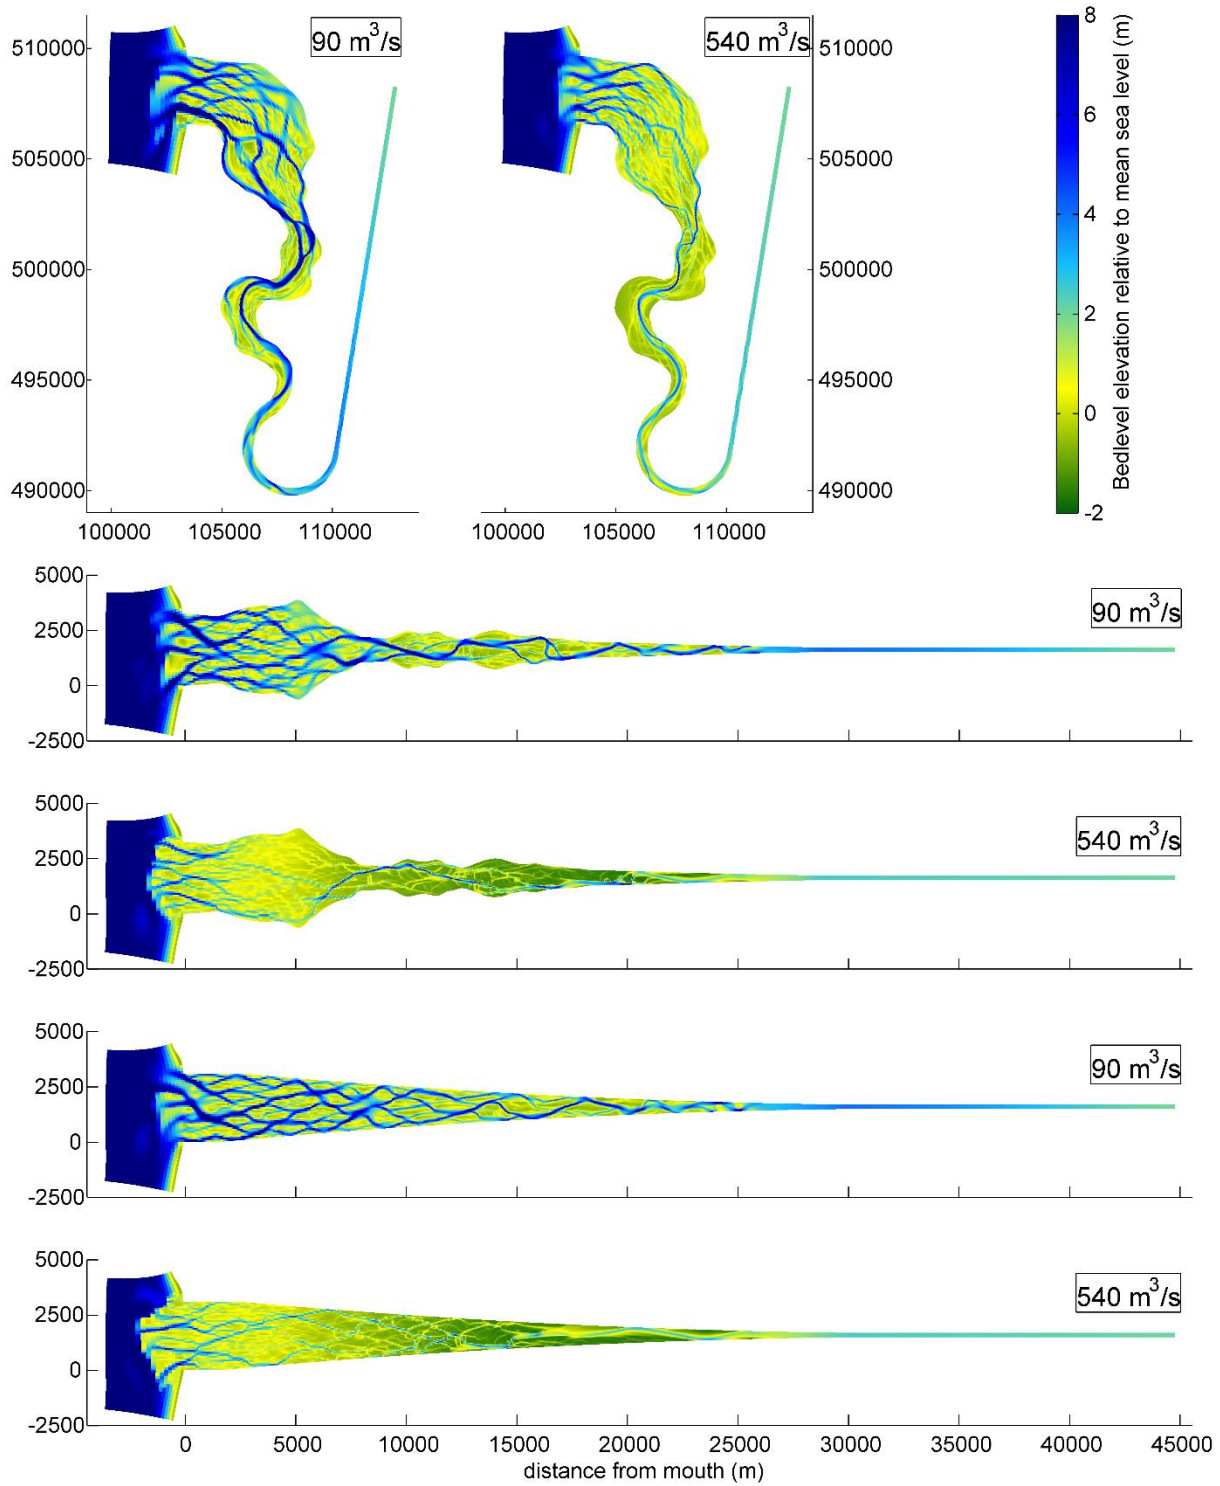 90 m³/s
540 m³/s
510000
505000
500000
495000
490000
100000 105000 110000
100000 105000 110000
510000
505000
500000
495000
490000
8
6
4
2
0
-2
Bedlevel elevation relative to mean sea level (m)
5000
2500
0
-2500
90 m³/s
5000
2500
0
-2500
540 m³/s
5000
2500
0
-2500
90 m³/s
5000
2500
0
-2500
540 m³/s
0 5000 10000 15000 20000 25000 30000 35000 40000 45000
distance from mouth (m)